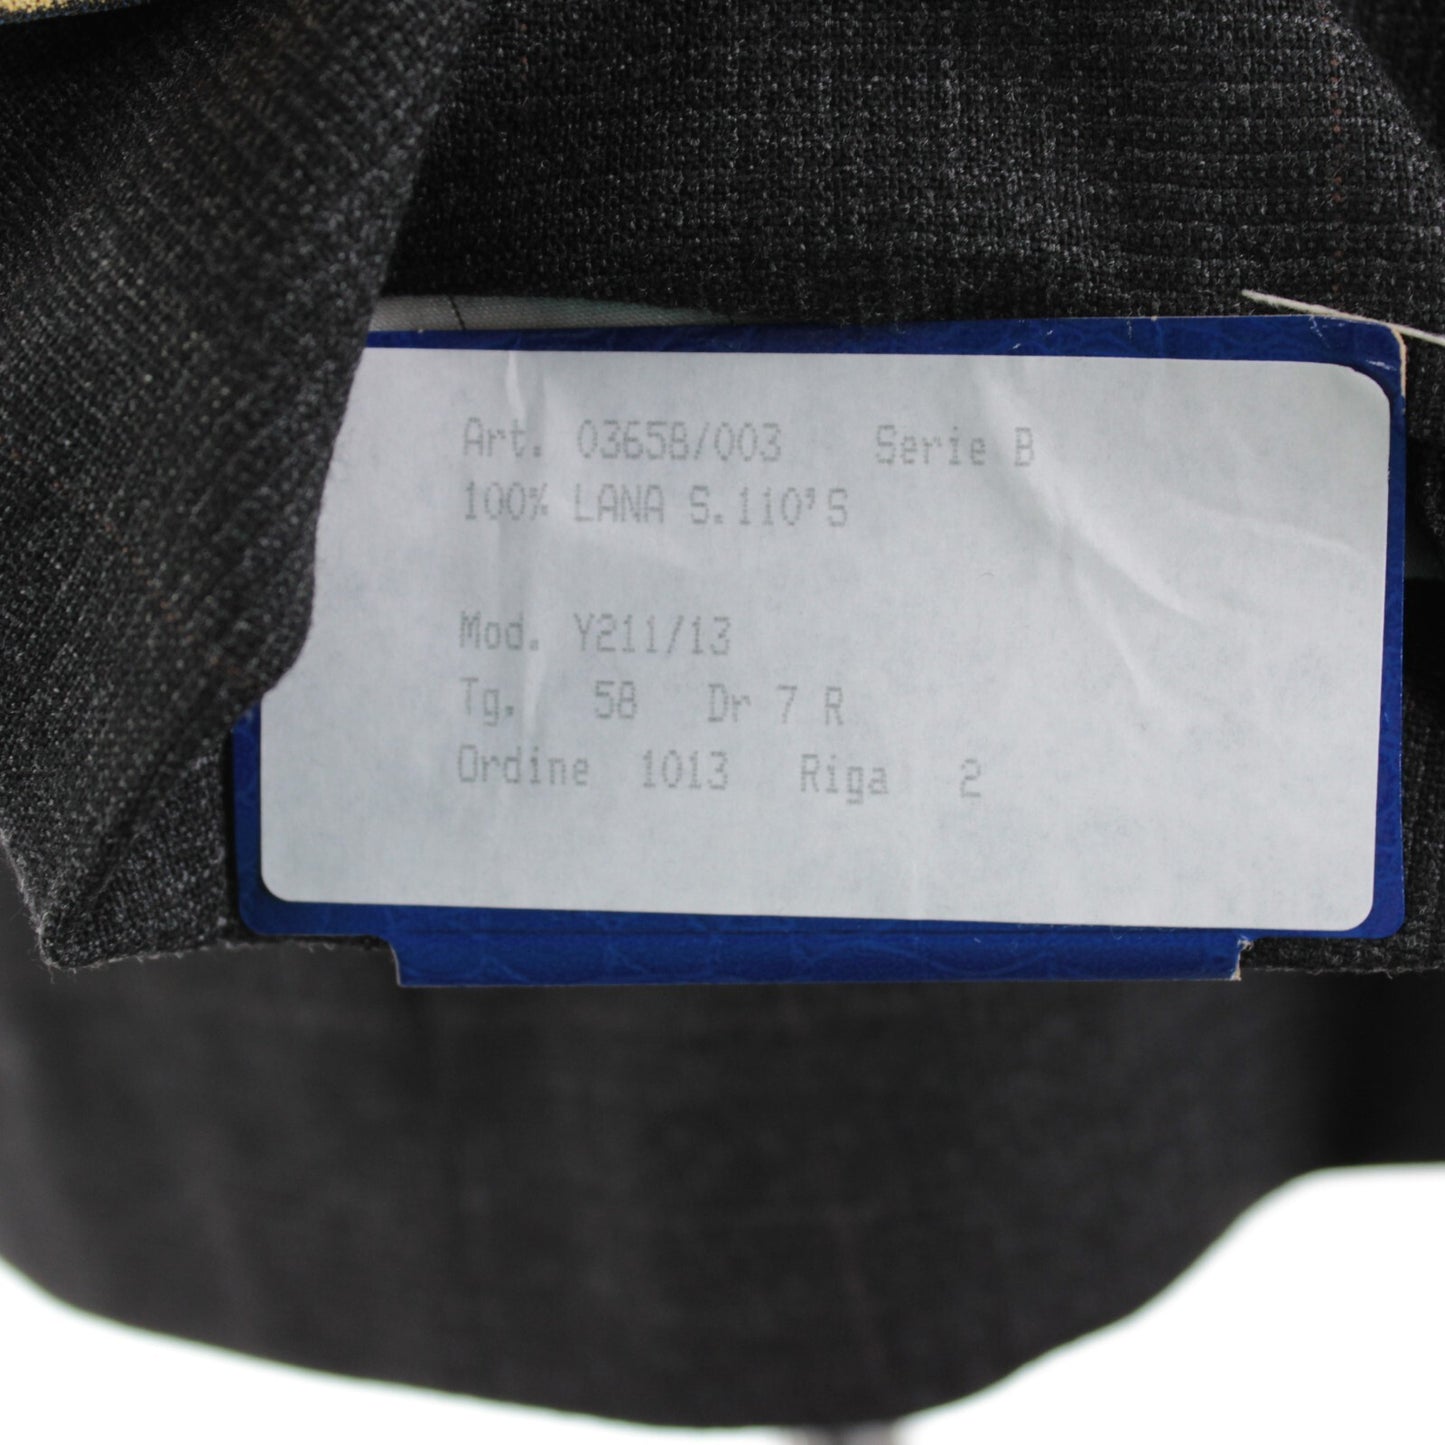 Art. 03658/003 Serie B
100% LANA S.110'S
Mod. Y211/13
Tg. 58 Dr 7 R
Ordine 1013 Riga 2